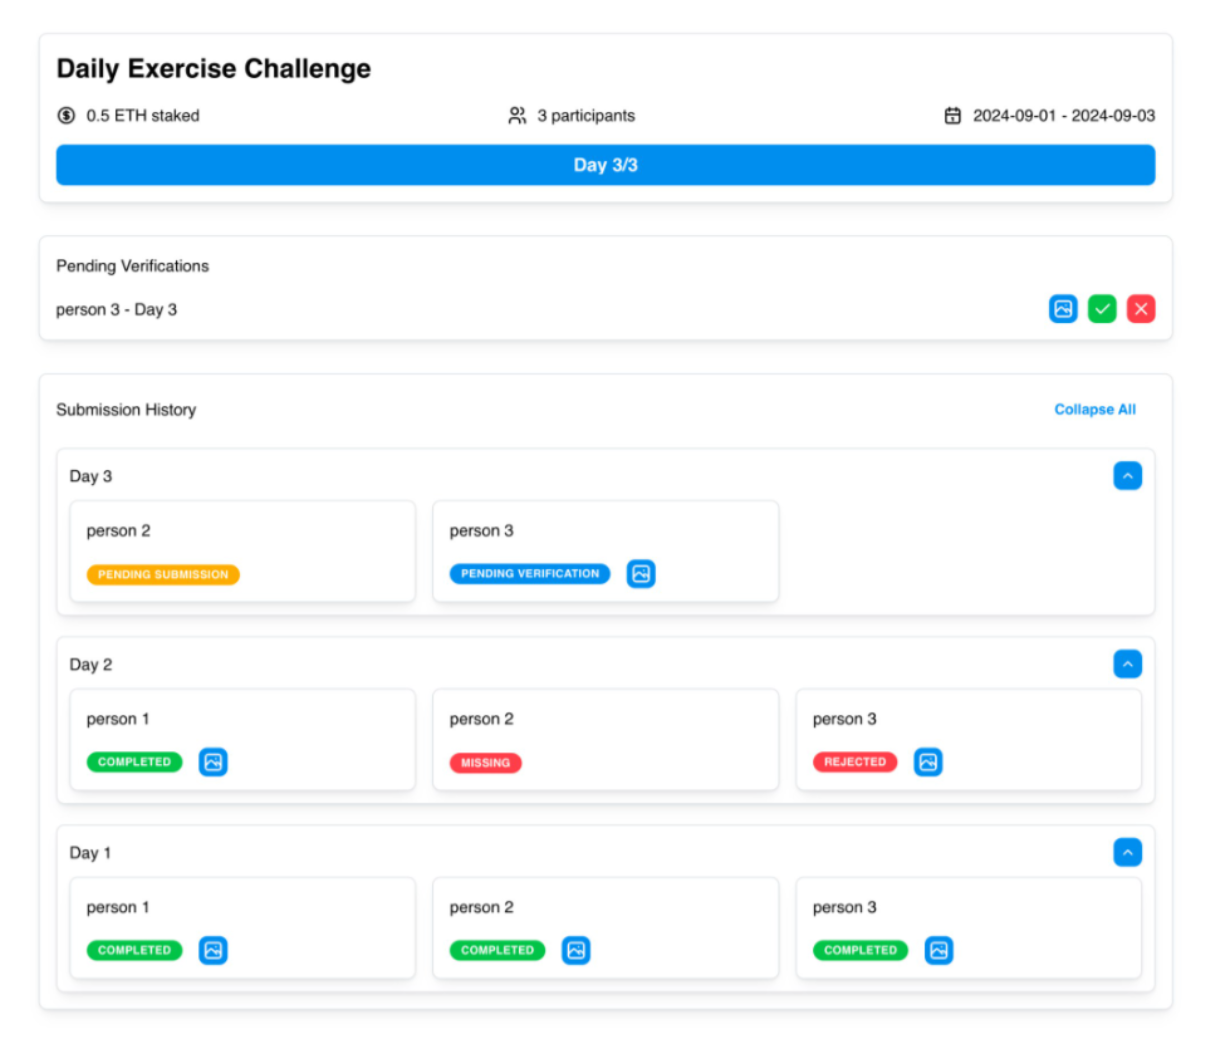 Daily Exercise Challenge
0.5 ETH staked
3 participants
2024-09-01 - 2024-09-03
Day 3/3
Pending Verifications
person 3 - Day 3
Submission History
Collapse All
Day 3
person 2
person 3
PENDING SUBMISSION
PENDING VERIFICATION
Day 2
person 1
person 2
person 3
COMPLETED
MISSING
REJECTED
Day 1
person 1
person 2
person 3
COMPLETED
COMPLETED
COMPLETED